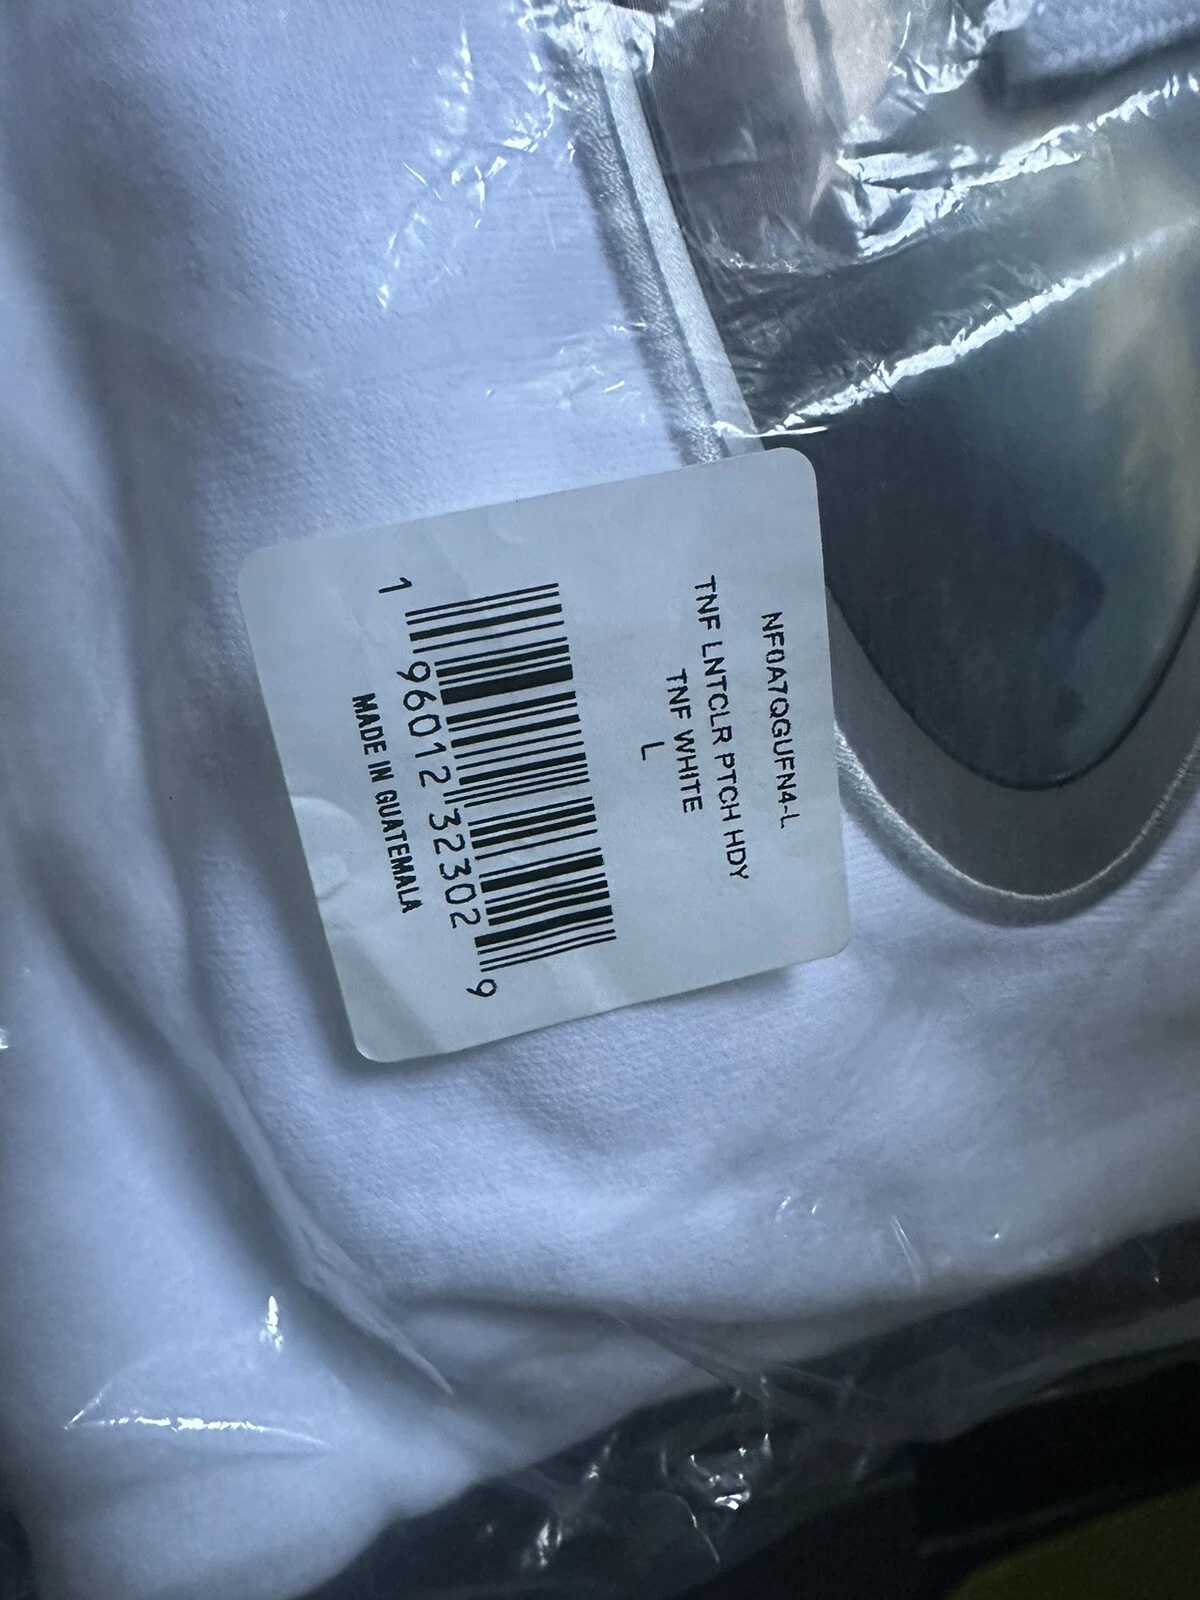 NF0A7QGUFN4-L
TNF LNTCLR PTCH HDY
TNF WHITE
L
1 96012 32302 9
MADE IN GUATEMALA